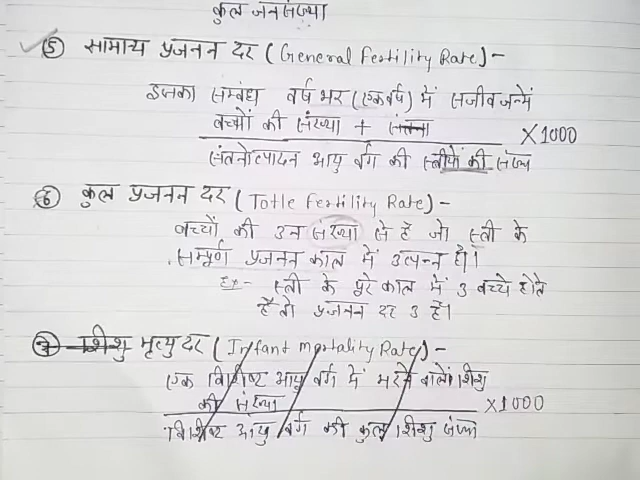 कुल जनसंख्या
⑤ सामान्य प्रजनन दर ( General Fertility Rate) -
इसका सम्बंध वर्ष भर (एक वर्ष) में सजीव जन्में
बच्चों की संख्या +
X 1000
संतानोत्पादन आयु वर्ग की स्त्रीयों की संख्या
⑥ कुल प्रजनन दर ( Totle Fertility Rate) -
बच्चों की उन संख्या से है जो स्त्री के
सम्पूर्ण प्रजनन काल में उत्पन्न हो।
Ex- स्त्री के पूरे काल में 3 बच्चे होते
है तो प्रजनन दर 3 है।
⑦ शिशु मृत्यु दर ( Infant mortality Rate) -
एक विशिष्ट आयु वर्ग में मरने वालें शिशु
की संख्या
X1000
विशिष्ट आयु वर्ग की कुल शिशु संख्या